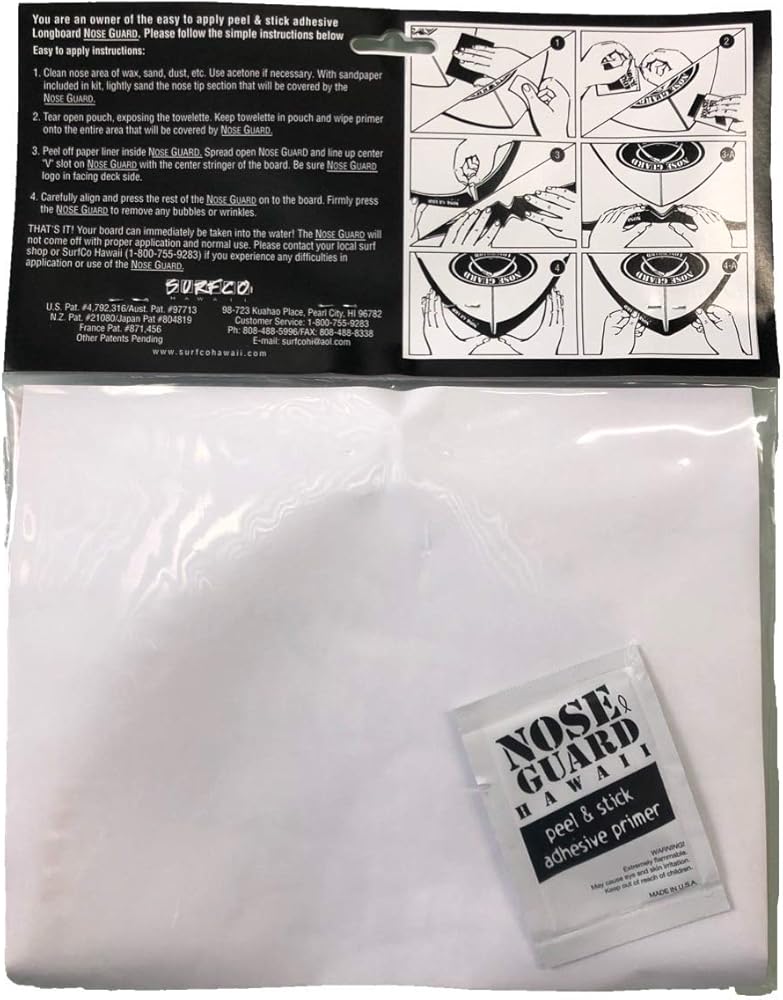 You are an owner of the easy to apply peel & stick adhesive
Longboard NOSE GUARD. Please follow the simple instructions below
Easy to apply instructions:
1. Clean nose area of wax, sand, dust, etc. Use acetone if necessary. With sandpaper
included in kit, lightly sand the nose tip section that will be covered by the
NOSE GUARD.
2. Tear open pouch, exposing the towelette. Keep towelette in pouch and wipe primer
onto the entire area that will be covered by NOSE GUARD.
3. Peel off paper liner inside NOSE GUARD. Spread open NOSE GUARD and line up center
"V" slot on NOSE GUARD with the center stringer of the board. Be sure NOSE GUARD
logo in facing deck side.
4. Carefully align and press the rest of the NOSE GUARD on to the board. Firmly press
the NOSE GUARD to remove any bubbles or wrinkles.
THAT'S IT! Your board can immediately be taken into the water! The NOSE GUARD will
not come off with proper application and normal use. Please contact your local surf
shop or SurfCo Hawaii (1-800-755-9283) if you experience any difficulties in
application or use of the NOSE GUARD.
SURFCO
HAWAII
U.S. Pat. #4,792,316/Aust. Pat. #97713
N.Z. Pat. #21080/Japan Pat #804819
France Pat. #871,456
Other Patents Pending
98-723 Kuahao Place, Pearl City, HI 96782
Customer Service: 1-800-755-9283
Ph: 808-488-5996/FAX: 808-488-8338
E-mail: surfcohi@aol.com
www.surfcohawaii.com
1
2
NOSE GUARD
3
3-A
NOSE GUARD
4
4-A
NOSE
GUARD
HAWAII
peel & stick
adhesive primer
WARNING!
Extremely flammable.
May cause eye and skin irritation.
Keep out of reach of children.
MADE IN U.S.A.